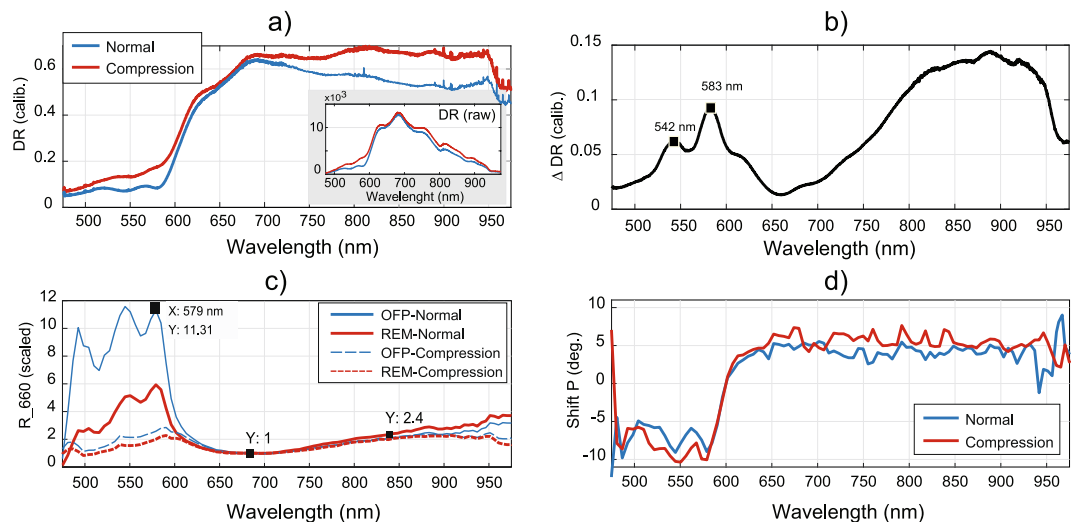 a)
DR (calib.)
0.6
0.4
0.2
0
Normal
Compression
x10³
10
0
DR (raw)
500 600 700 800 900
Wavelenght (nm)
500 550 600 650 700 750 800 850 900 950
Wavelength (nm)
b)
Δ DR (calib.)
0.15
0.10
0.05
0
542 nm
583 nm
500 550 600 650 700 750 800 850 900 950
Wavelength (nm)
c)
R_660 (scaled)
12
10
8
6
4
2
0
X: 579 nm
Y: 11.31
Y: 1
Y: 2.4
OFP-Normal
REM-Normal
OFP-Compression
REM-Compression
500 550 600 650 700 750 800 850 900 950
Wavelength (nm)
d)
Shift P (deg.)
10
5
0
-5
-10
Normal
Compression
500 550 600 650 700 750 800 850 900 950
Wavelength (nm)